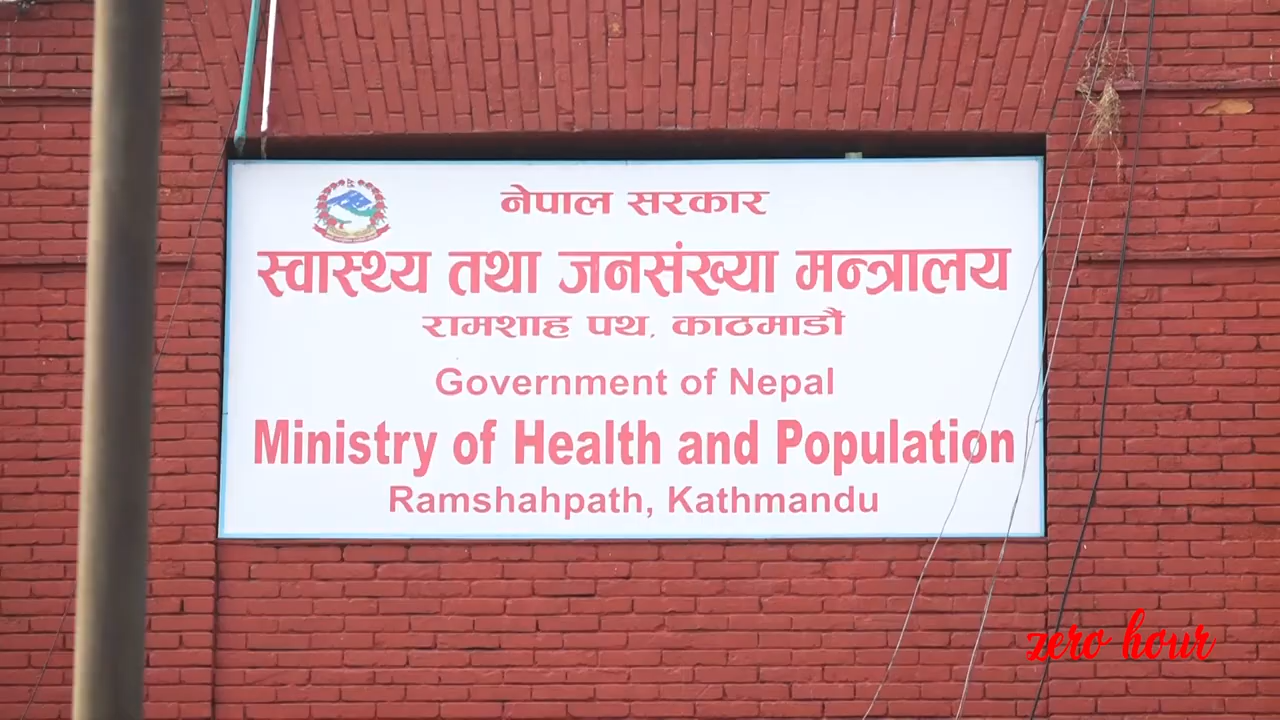 नेपाल सरकार
स्वास्थ्य तथा जनसंख्या मन्त्रालय
रामशाह पथ, काठमाडौं
Government of Nepal
Ministry of Health and Population
Ramshahpath, Kathmandu
zero hour